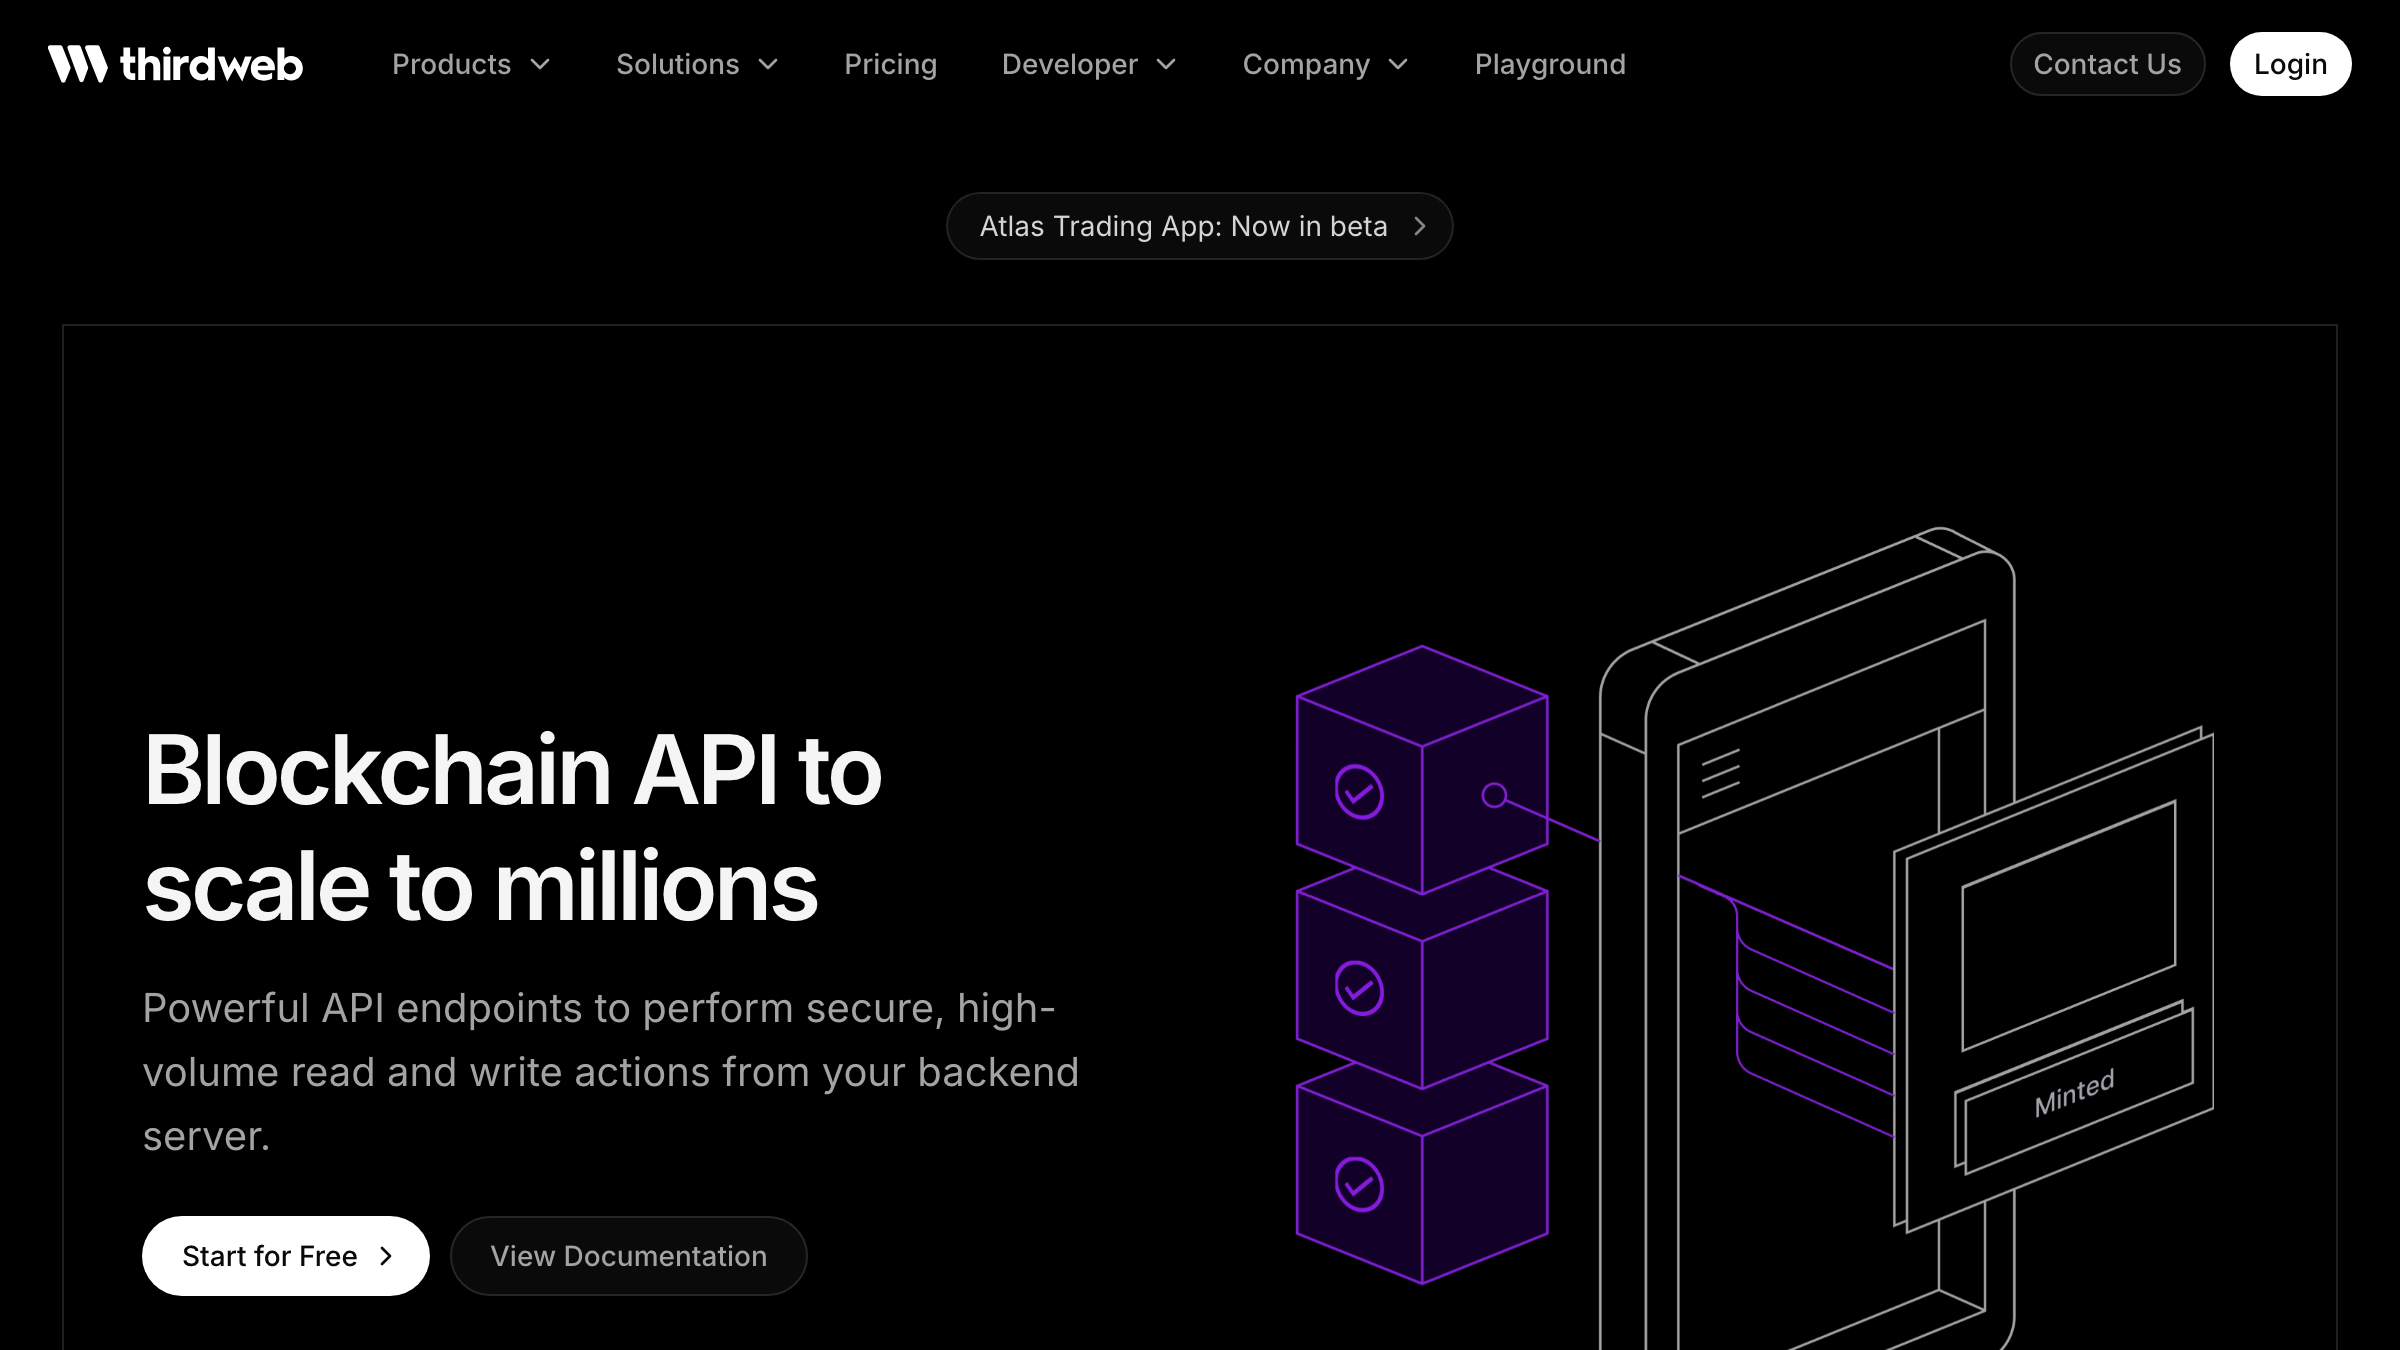 thirdweb
Products
Solutions
Pricing
Developer
Company
Playground
Contact Us
Login
Atlas Trading App: Now in beta
Blockchain API to
scale to millions
Powerful API endpoints to perform secure, high-
volume read and write actions from your backend
server.
Start for Free
View Documentation
Minted